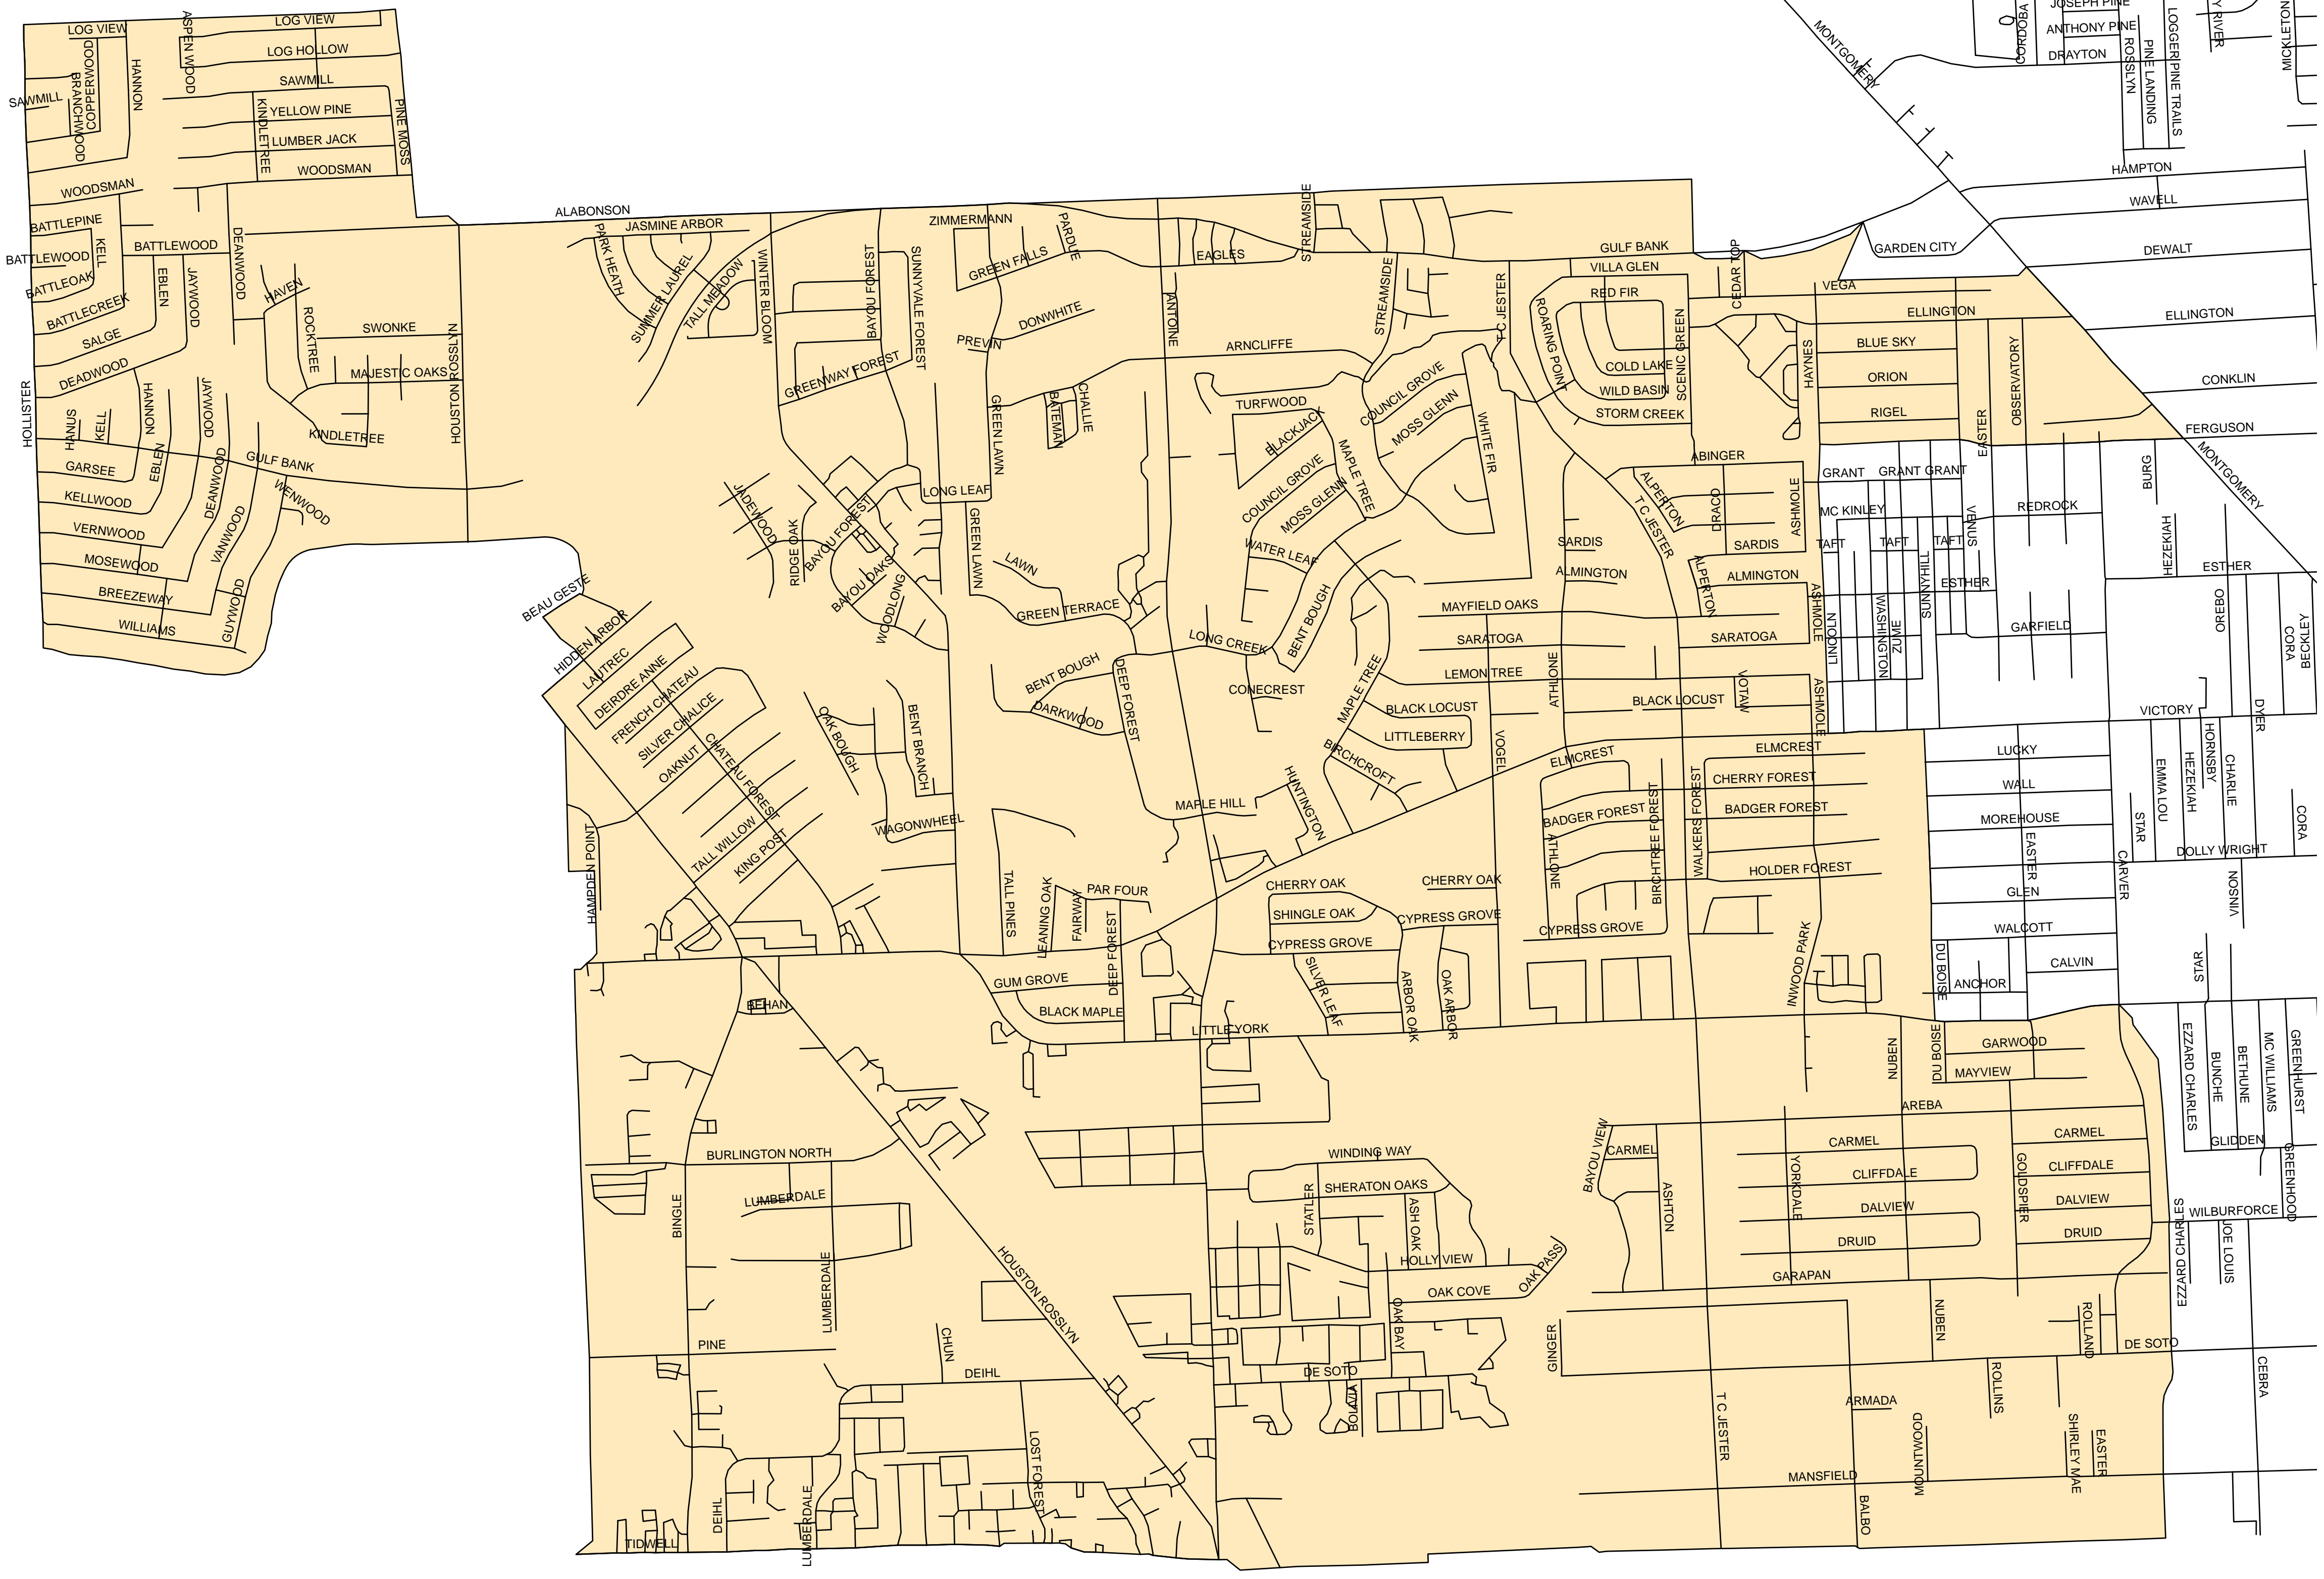 LOG VIEW
LOG VIEW
ASPEN WOOD
LOG HOLLOW
COPPERWOOD
BRANCHWOOD
HANNON
SAWMILL
SAWMILL
KINDLETREE
YELLOW PINE
LUMBER JACK
PINE MOSS
WOODSMAN
WOODSMAN
BATTLEPINE
KELL
BATTLEWOOD
BATTLEWOOD
DEANWOOD
BATTLEOAK
EBLEN
JAYWOOD
BATTLECREEK
SALGE
DEADWOOD
HAVEN
ROCKTREE
SWONKE
MAJESTIC OAKS
HOUSTON ROSSLYN
HOLLISTER
HANUS
KELL
HANNON
JAYWOOD
KINDLETREE
EBLEN
DEANWOOD
GULF BANK
GARSEE
KELLWOOD
WENWOOD
VERNWOOD
VANWOOD
MOSEWOOD
BREEZEWAY
GUYWOOD
WILLIAMS
ALABONSON
JASMINE ARBOR
PARK HEATH
SUMMER LAUREL
TALL MEADOW
WINTER BLOOM
BAYOU FOREST
SUNNYVALE FOREST
ZIMMERMANN
PARDUE
GREEN FALLS
DONWHITE
PREVIN
ANTOINE
EAGLES
STREAMSIDE
STREAMSIDE
ARNCLIFFE
GREENWAY FOREST
GREEN LAWN
BATEMAN
CHALLIE
TURFWOOD
BLACKJACK
COUNCIL GROVE
MOSS GLENN
COUNCIL GROVE
MOSS GLENN
MAPLE TREE
WHITE FIR
T C JESTER
ROARING POINT
GULF BANK
VILLA GLEN
RED FIR
COLD LAKE
WILD BASIN
STORM CREEK
SCENIC GREEN
CEDAR TOP
GARDEN CITY
VEGA
ELLINGTON
BLUE SKY
ORION
RIGEL
HAYNES
EASTER
OBSERVATORY
MONTGOMERY
CORDOBA
JOSEPH PINE
ANTHONY PINE
DRAYTON
ROSSLYN
PINE LANDING
LOGGERPINE TRAILS
Y RIVER
MICKLETON
HAMPTON
WAVELL
DEWALT
ELLINGTON
CONKLIN
FERGUSON
MONTGOMERY
JADEWOOD
RIDGE OAK
BAYOU FOREST
BAYOU OAKS
WOODLONG
LONG LEAF
GREEN LAWN
LAWN
GREEN TERRACE
WATER LEAF
LONG CREEK
BENT BOUGH
ABINGER
ALPERTON
T C JESTER
DRACO
ASHMOLE
SARDIS
SARDIS
ALMINGTON
ALMINGTON
ALPERTON
ASHMOLE
MAYFIELD OAKS
SARATOGA
SARATOGA
GRANT
GRANT
GRANT
MC KINLEY
TAFT
TAFT
TAFT
VENUS
REDROCK
BURG
HEZEKIAH
ESTHER
ESTHER
SUNNYHILL
WASHINGTON
ZUME
LINCOLN
GARFIELD
OREBO
CORA
BECKLEY
BEAU GESTE
HIDDEN ARBOR
LAUTREC
DEIRDRE ANNE
FRENCH CHATEAU
SILVER CHALICE
OAKNUT
CHATEAU FOREST
TALL WILLOW
KING POST
HAMPDEN POINT
OAK BOUGH
BENT BRANCH
WAGONWHEEL
BENT BOUGH
DARKWOOD
DEEP FOREST
CONECREST
MAPLE TREE
LEMON TREE
BLACK LOCUST
LITTLEBERRY
BIRCHCROFT
HUNTINGTON
MAPLE HILL
VOGEL
ATHLONE
BLACK LOCUST
VOTAW
ASHMOLE
ELMCREST
ELMCREST
CHERRY FOREST
BADGER FOREST
BADGER FOREST
ATHLONE
BIRCHTREE FOREST
WALKERS FOREST
HOLDER FOREST
CYPRESS GROVE
INWOOD PARK
VICTORY
DYER
LUCKY
WALL
MOREHOUSE
EASTER
GLEN
WALCOTT
CALVIN
DU BOISE
ANCHOR
CARVER
STAR
EMMA LOU
HEZEKIAH
HORNSBY
CHARLIE
CORA
DOLLY WRIGHT
VINSON
STAR
TALL PINES
LEANING OAK
FAIRWAY
PAR FOUR
DEEP FOREST
GUM GROVE
BLACK MAPLE
CHERRY OAK
CHERRY OAK
SHINGLE OAK
CYPRESS GROVE
CYPRESS GROVE
SILVER LEAF
ARBOR OAK
OAK ARBOR
LITTLE YORK
BEHAN
BURLINGTON NORTH
BINGLE
LUMBERDALE
LUMBERDALE
HOUSTON ROSSLYN
PINE
CHUN
DEIHL
LOST FOREST
DEIHL
LUMBERDALE
TIDWELL
WINDING WAY
SHERATON OAKS
STATLER
ASH OAK
HOLLY VIEW
OAK COVE
OAK PASS
OAK BAY
DE SOTO
BOLIVIA
GINGER
BAYOU VIEW
CARMEL
ASHTON
T C JESTER
NUBEN
DU BOISE
GARWOOD
MAYVIEW
AREBA
CARMEL
CARMEL
YORKDALE
CLIFFDALE
CLIFFDALE
GOLDSPIER
DALVIEW
DALVIEW
DRUID
DRUID
GARAPAN
NUBEN
ROLLAND
DE SOTO
ROLLINS
ARMADA
MOUNTWOOD
SHIRLEY MAE
EASTER
MANSFIELD
BALBO
EZZARD CHARLES
BUNCHE
BETHUNE
MC WILLIAMS
GREENHURST
GLIDDEN
GREENHOOD
WILBURFORCE
EZZARD CHARLES
JOE LOUIS
CEBRA